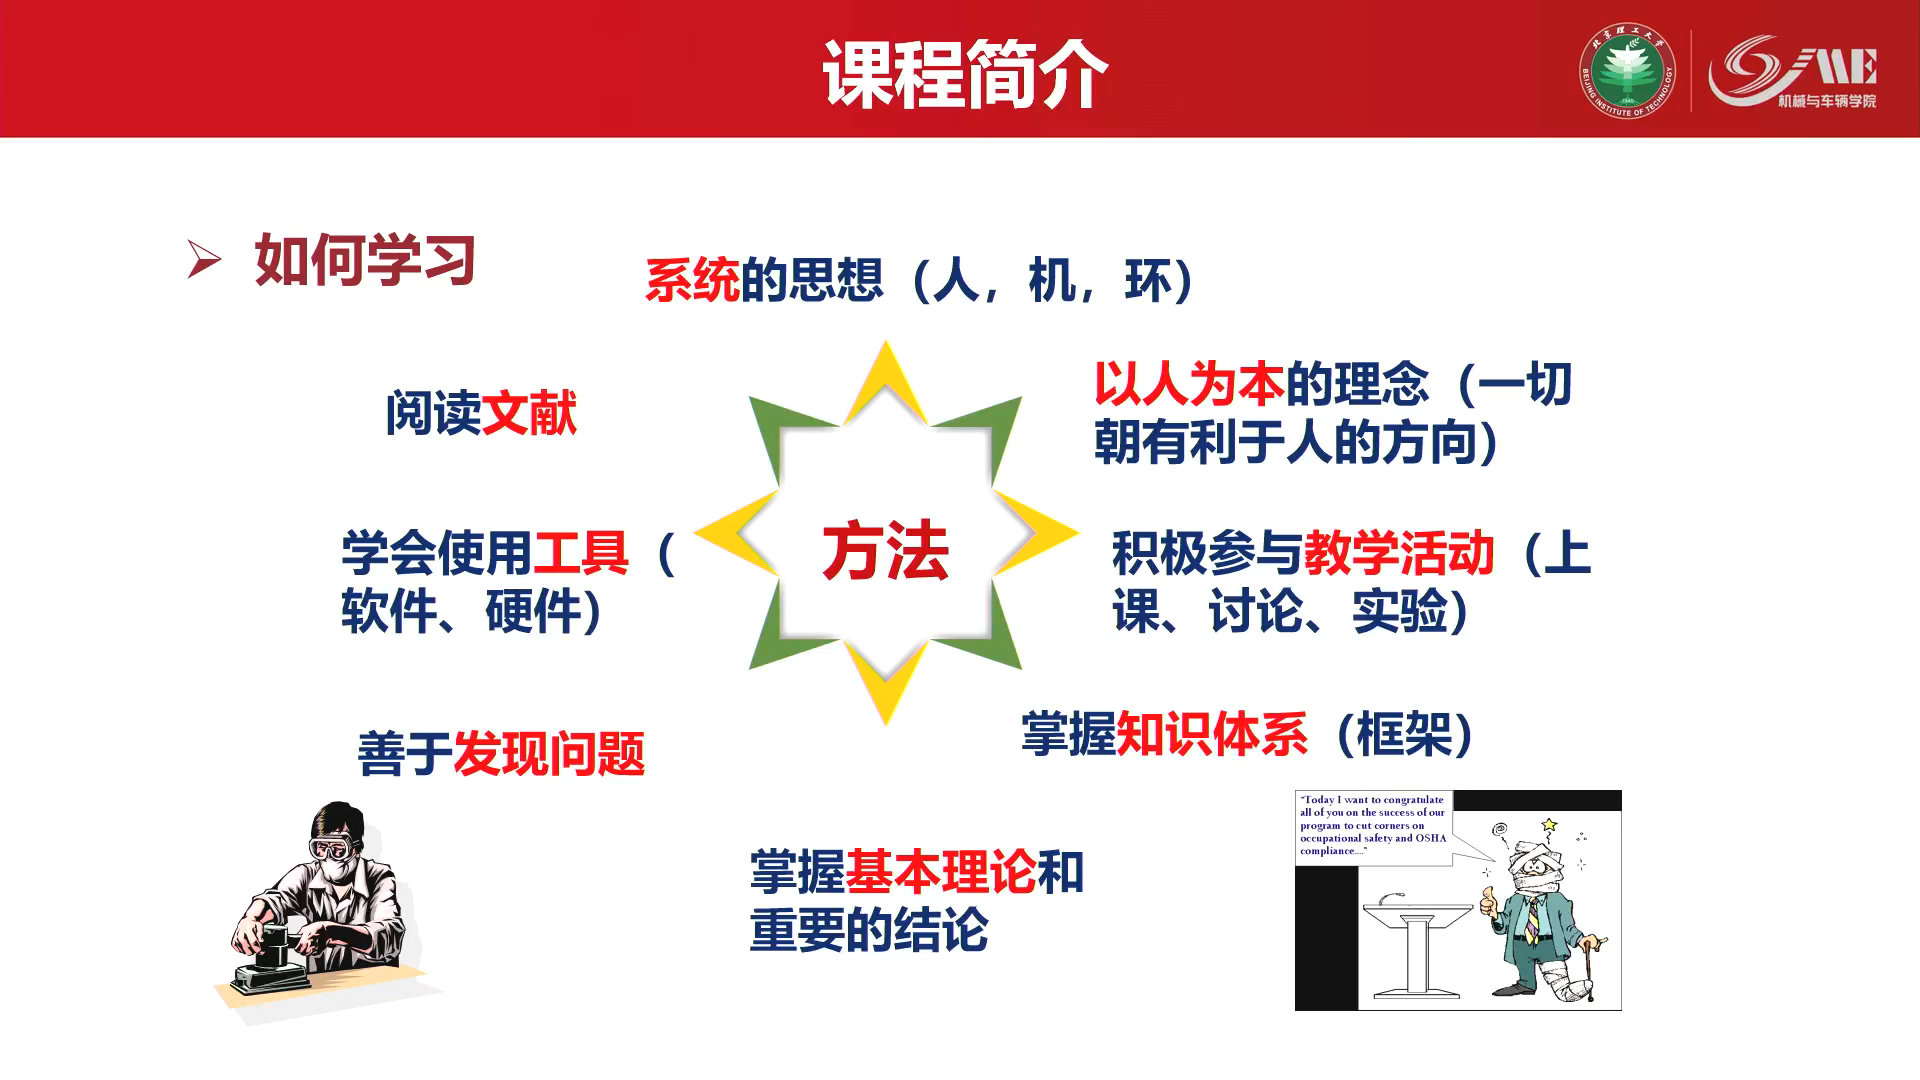 课程简介
北京理工大学
BEIJING INSTITUTE OF TECHNOLOGY
1940
ME
机械与车辆学院
如何学习
系统的思想（人，机，环）
以人为本的理念（一切
朝有利于人的方向）
阅读文献
学会使用工具（
软件、硬件）
方法
积极参与教学活动（上
课、讨论、实验）
善于发现问题
掌握知识体系（框架）
掌握基本理论和
重要的结论
"Today I want to congratulate
all of you on the success of our
program to cut corners on
occupational safety and OSHA
compliance...."